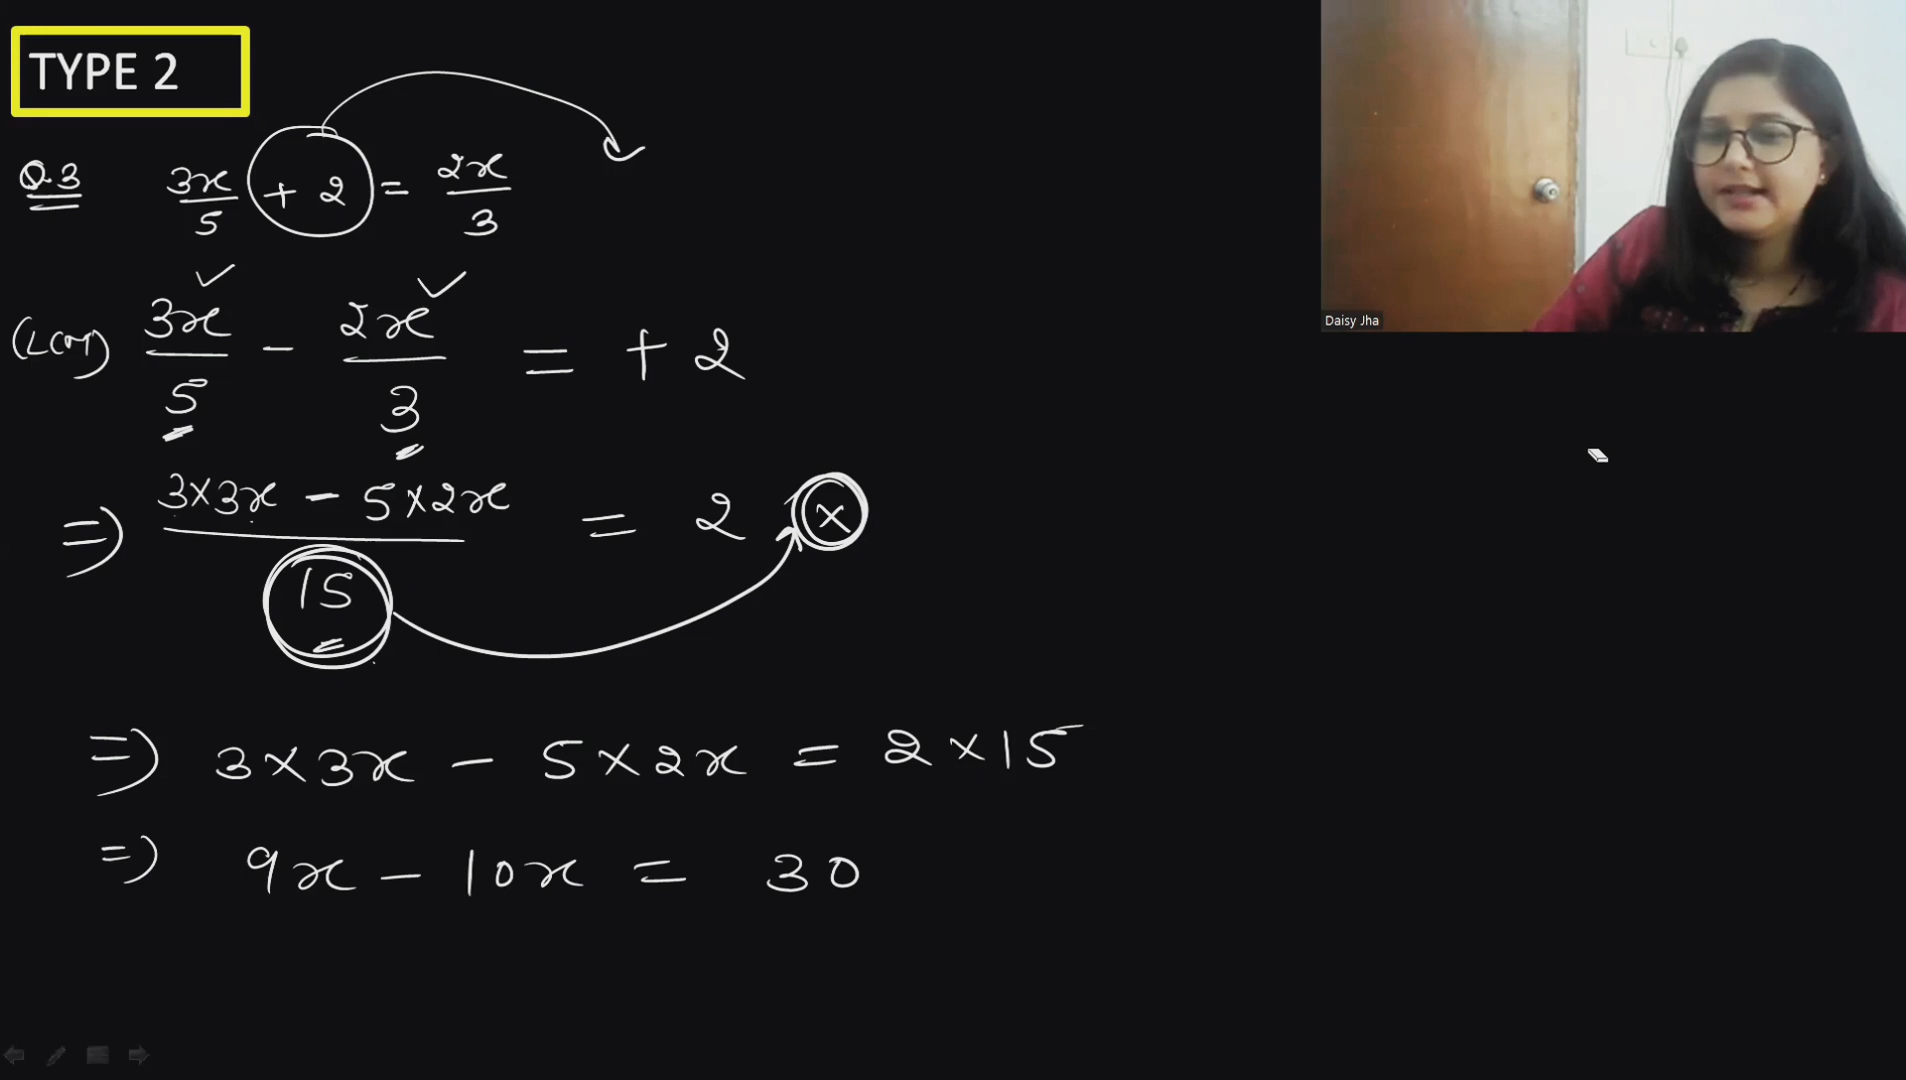 TYPE 2
Q.3 3x/5 + 2 = 2x/3
(LCM) 3x/5 - 2x/3 = + 2
⇒ (3×3x - 5×2x)/15 = 2 ×
⇒ 3×3x - 5×2x = 2×15
⇒ 9x - 10x = 30
Daisy Jha